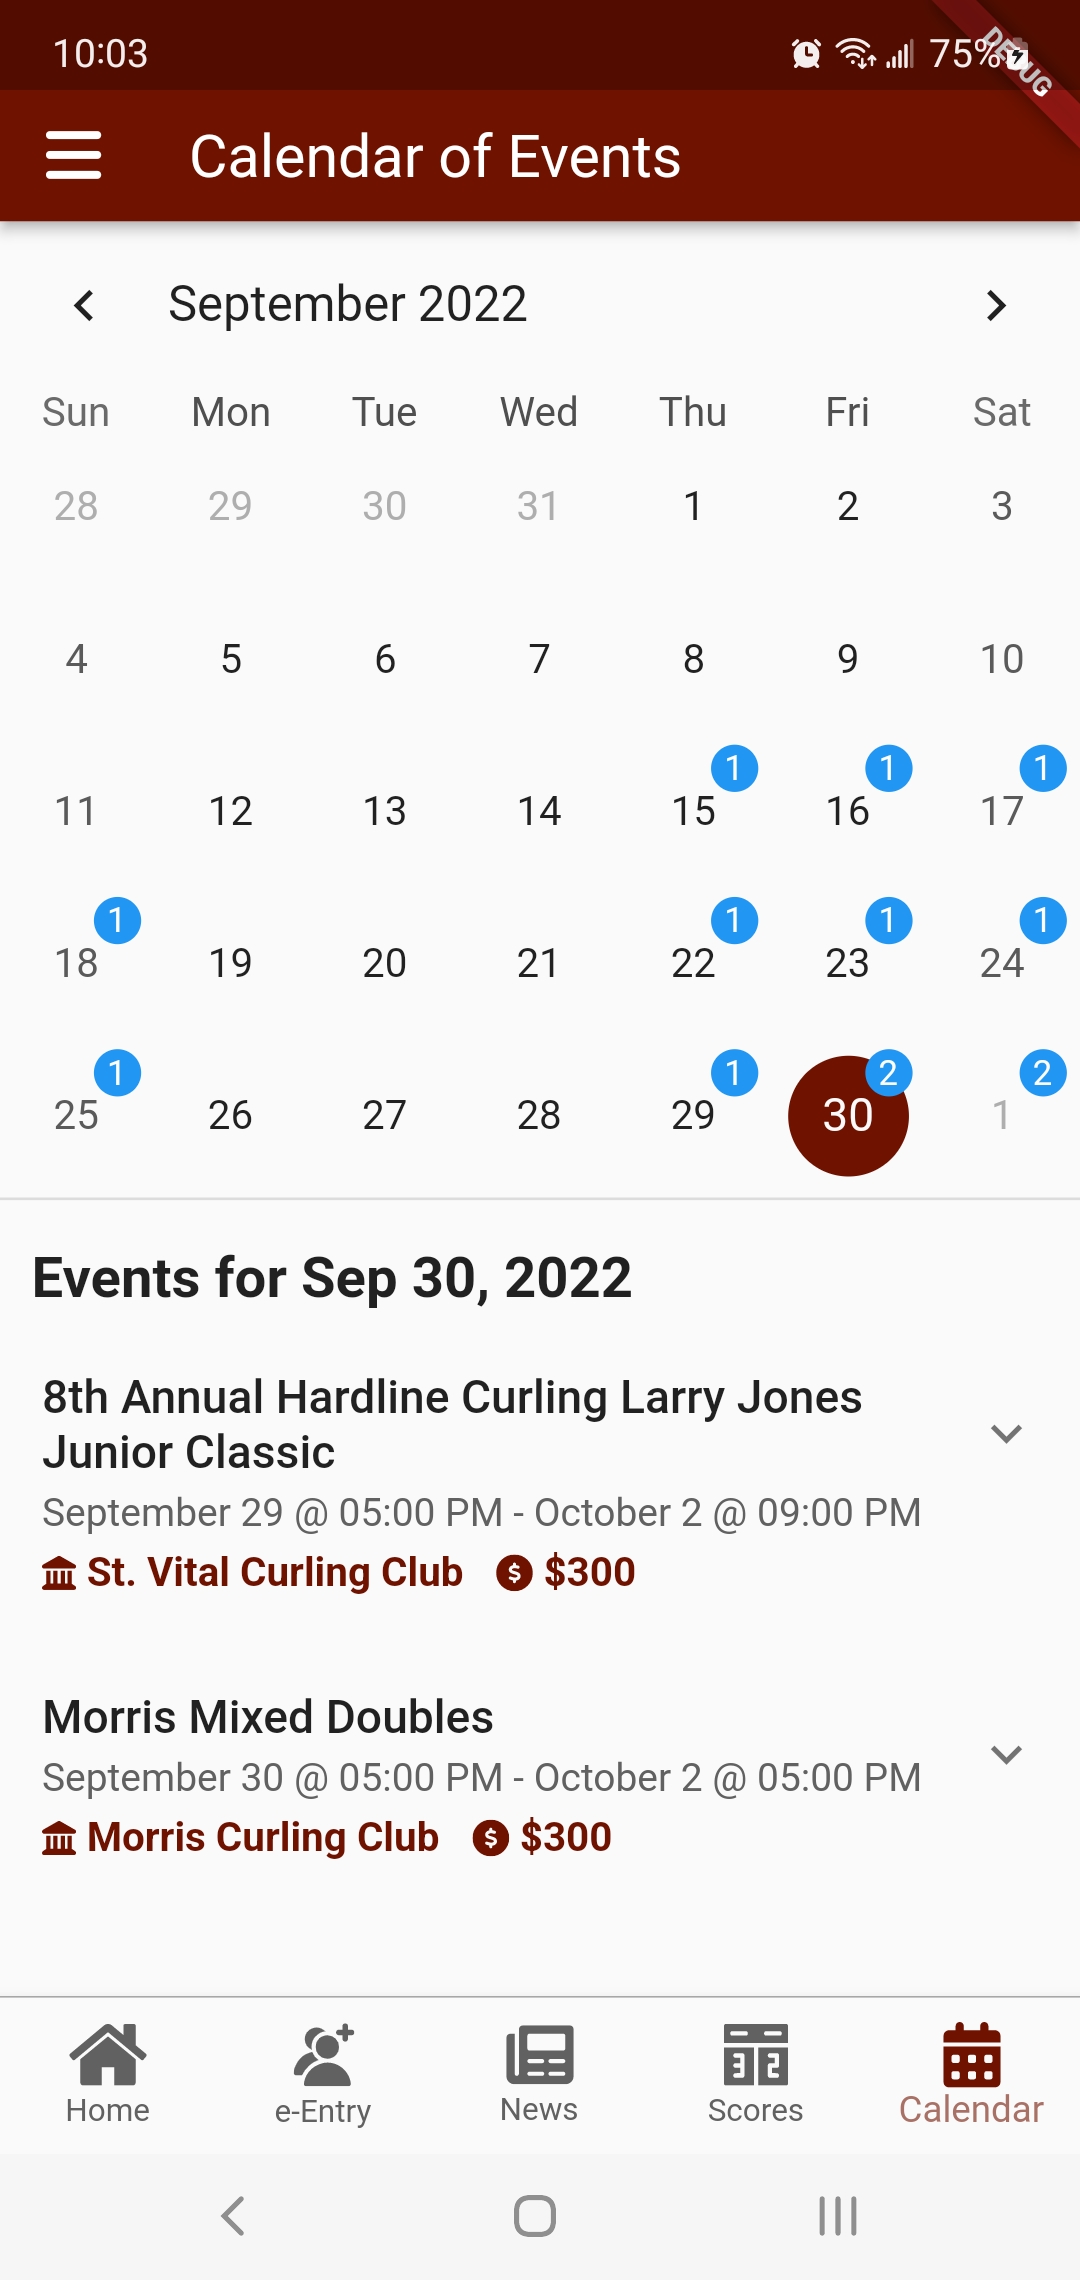 10:03 75%
DEBUG
Calendar of Events
September 2022
Sun Mon Tue Wed Thu Fri Sat
28 29 30 31 1 2 3
4 5 6 7 8 9 10
1 1 1
11 12 13 14 15 16 17
1 1 1 1
18 19 20 21 22 23 24
1 1 2 2
25 26 27 28 29 30 1
Events for Sep 30, 2022
8th Annual Hardline Curling Larry Jones
Junior Classic
September 29 @ 05:00 PM - October 2 @ 09:00 PM
St. Vital Curling Club $ $300
Morris Mixed Doubles
September 30 @ 05:00 PM - October 2 @ 05:00 PM
Morris Curling Club $ $300
3 2
Home e-Entry News Scores Calendar